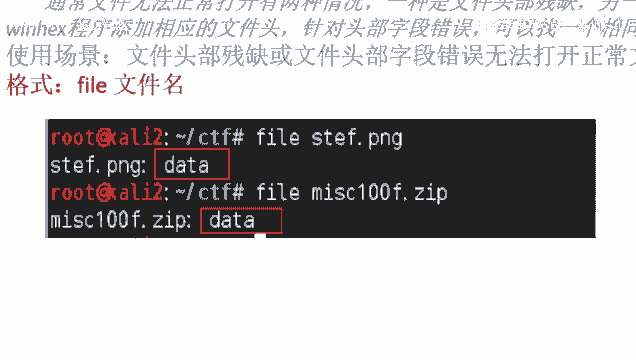 通常文件无法正常打开有两种情况，一种是文件头部残缺，另一
winhex程序添加相应的文件头，针对头部字段错误，可以找一个相同
使用场景：文件头部残缺或文件头部字段错误无法打开正常文
格式：file 文件名
root@kali2:~/ctf# file stef.png
stef.png: data
root@kali2:~/ctf# file misc100f.zip
misc100f.zip: data